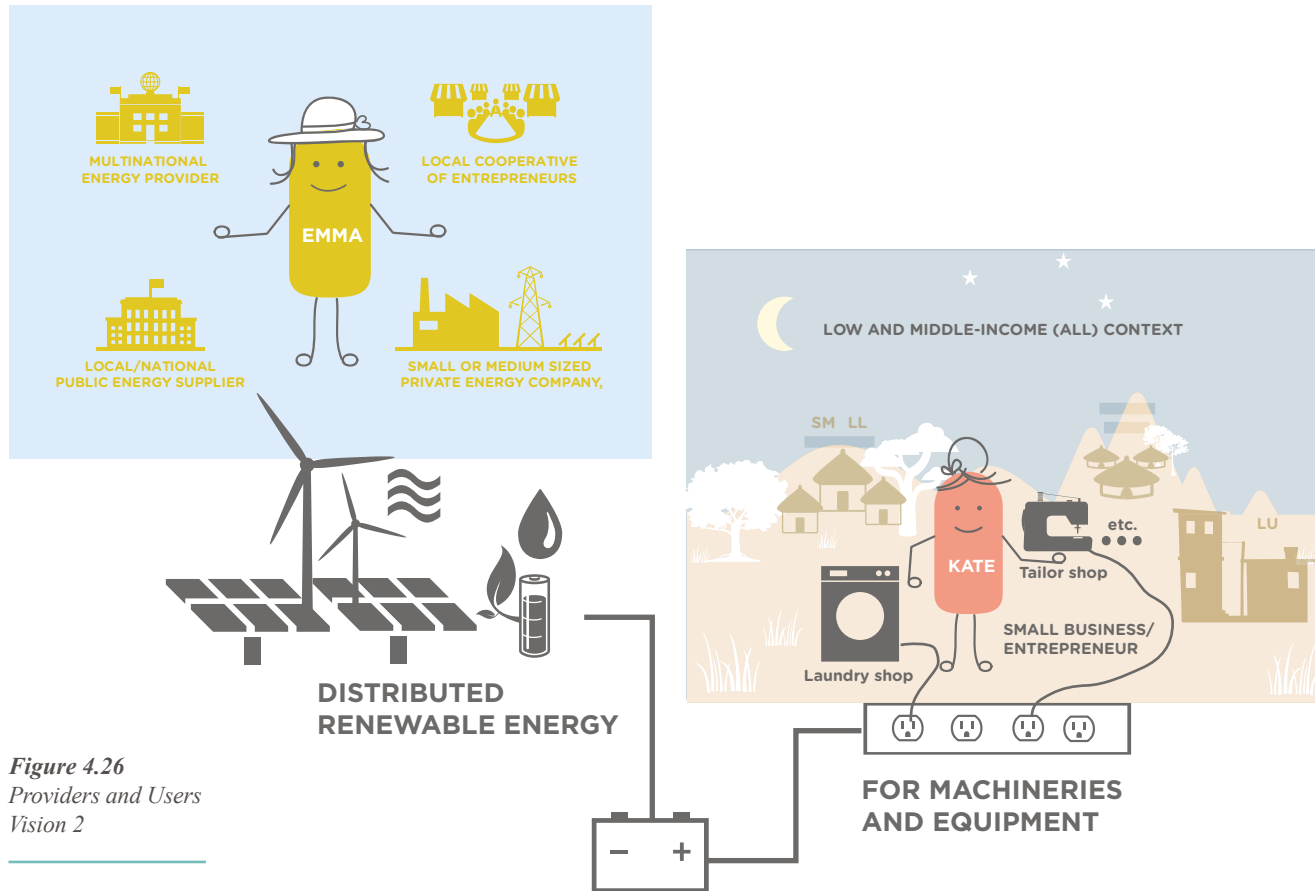 MULTINATIONAL
ENERGY PROVIDER
LOCAL COOPERATIVE
OF ENTREPRENEURS
EMMA
LOCAL/NATIONAL
PUBLIC ENERGY SUPPLIER
SMALL OR MEDIUM SIZED
PRIVATE ENERGY COMPANY,
LOW AND MIDDLE-INCOME (ALL) CONTEXT
SM LL
LU
etc.
KATE
Tailor shop
SMALL BUSINESS/
ENTREPRENEUR
Laundry shop
DISTRIBUTED
RENEWABLE ENERGY
FOR MACHINERIES
AND EQUIPMENT
Figure 4.26
Providers and Users
Vision 2
− +